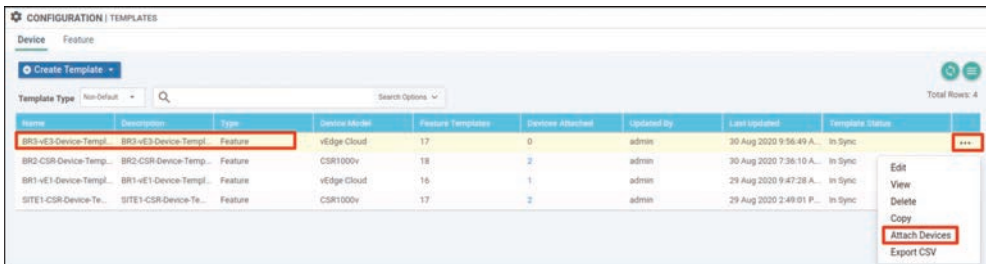 CONFIGURATION | TEMPLATES
Device Feature
Create Template
Template Type Non-Default Search Options Total Rows: 4
Name Description Type Device Model Feature Templates Devices Attached Updated By Last Updated Template Status
BR3-vE3-Device-Templ... BR3-vE3-Device-Templ... Feature vEdge Cloud 17 0 admin 30 Aug 2020 9:56:49 A... In Sync ...
BR2-CSR-Device-Temp... BR2-CSR-Device-Temp... Feature CSR1000v 18 2 admin 30 Aug 2020 7:36:10 A... In Sync
BR1-vE1-Device-Templ... BR1-vE1-Device-Templ... Feature vEdge Cloud 16 1 admin 29 Aug 2020 9:47:28 A... In Sync
SITE1-CSR-Device-Te... SITE1-CSR-Device-Te... Feature CSR1000v 17 2 admin 29 Aug 2020 2:49:01 P... In Sync
Edit
View
Delete
Copy
Attach Devices
Export CSV